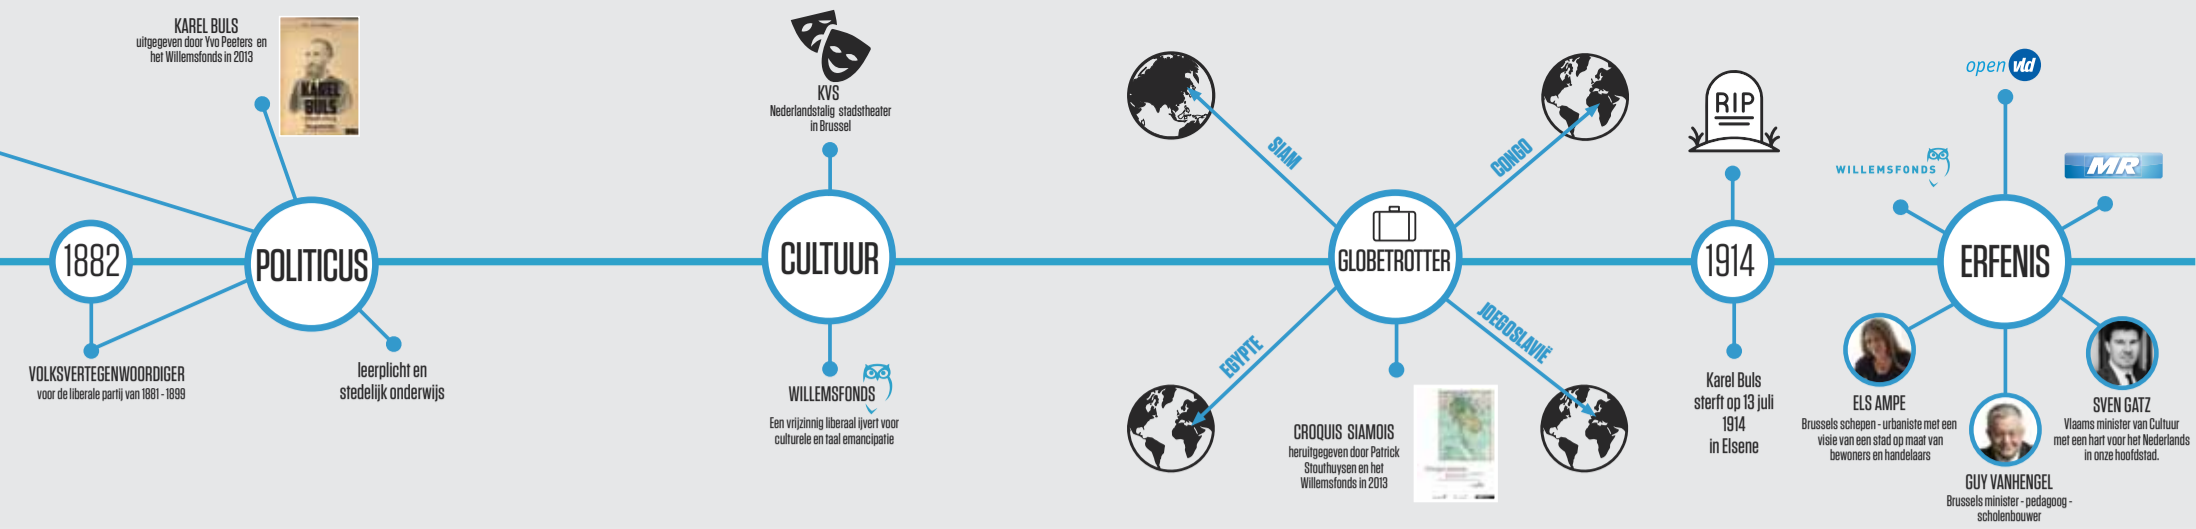 KAREL BULS
uitgegeven door Yvo Peeters en
het Willemsfonds in 2013
KAREL
BULS
1882
VOLKSVERTEGENWOORDIGER
voor de liberale partij van 1881 - 1899
POLITICUS
leerplicht en
stedelijk onderwijs
KVS
Nederlandstalig stadstheater
in Brussel
CULTUUR
WILLEMSFONDS
Een vrijzinnig liberaal ijvert voor
culturele en taal emancipatie
SIAM
CONGO
GLOBETROTTER
EGYPTE
JOEGOSLAVIË
CROQUIS SIAMOIS
heruitgegeven door Patrick
Stouthuysen en het
Willemsfonds in 2013
RIP
1914
Karel Buls
sterft op 13 juli
1914
in Elsene
open vld
WILLEMSFONDS
MR
ERFENIS
ELS AMPE
Brussels schepen - urbaniste met een
visie van een stad op maat van
bewoners en handelaars
GUY VANHENGEL
Brussels minister - pedagoog -
scholenbouwer
SVEN GATZ
Vlaams minister van Cultuur
met een hart voor het Nederlands
in onze hoofdstad.